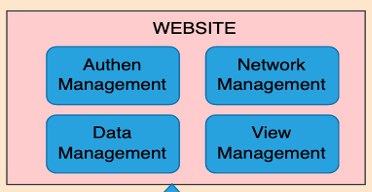 WEBSITE
Authen
Management
Network
Management
Data
Management
View
Management